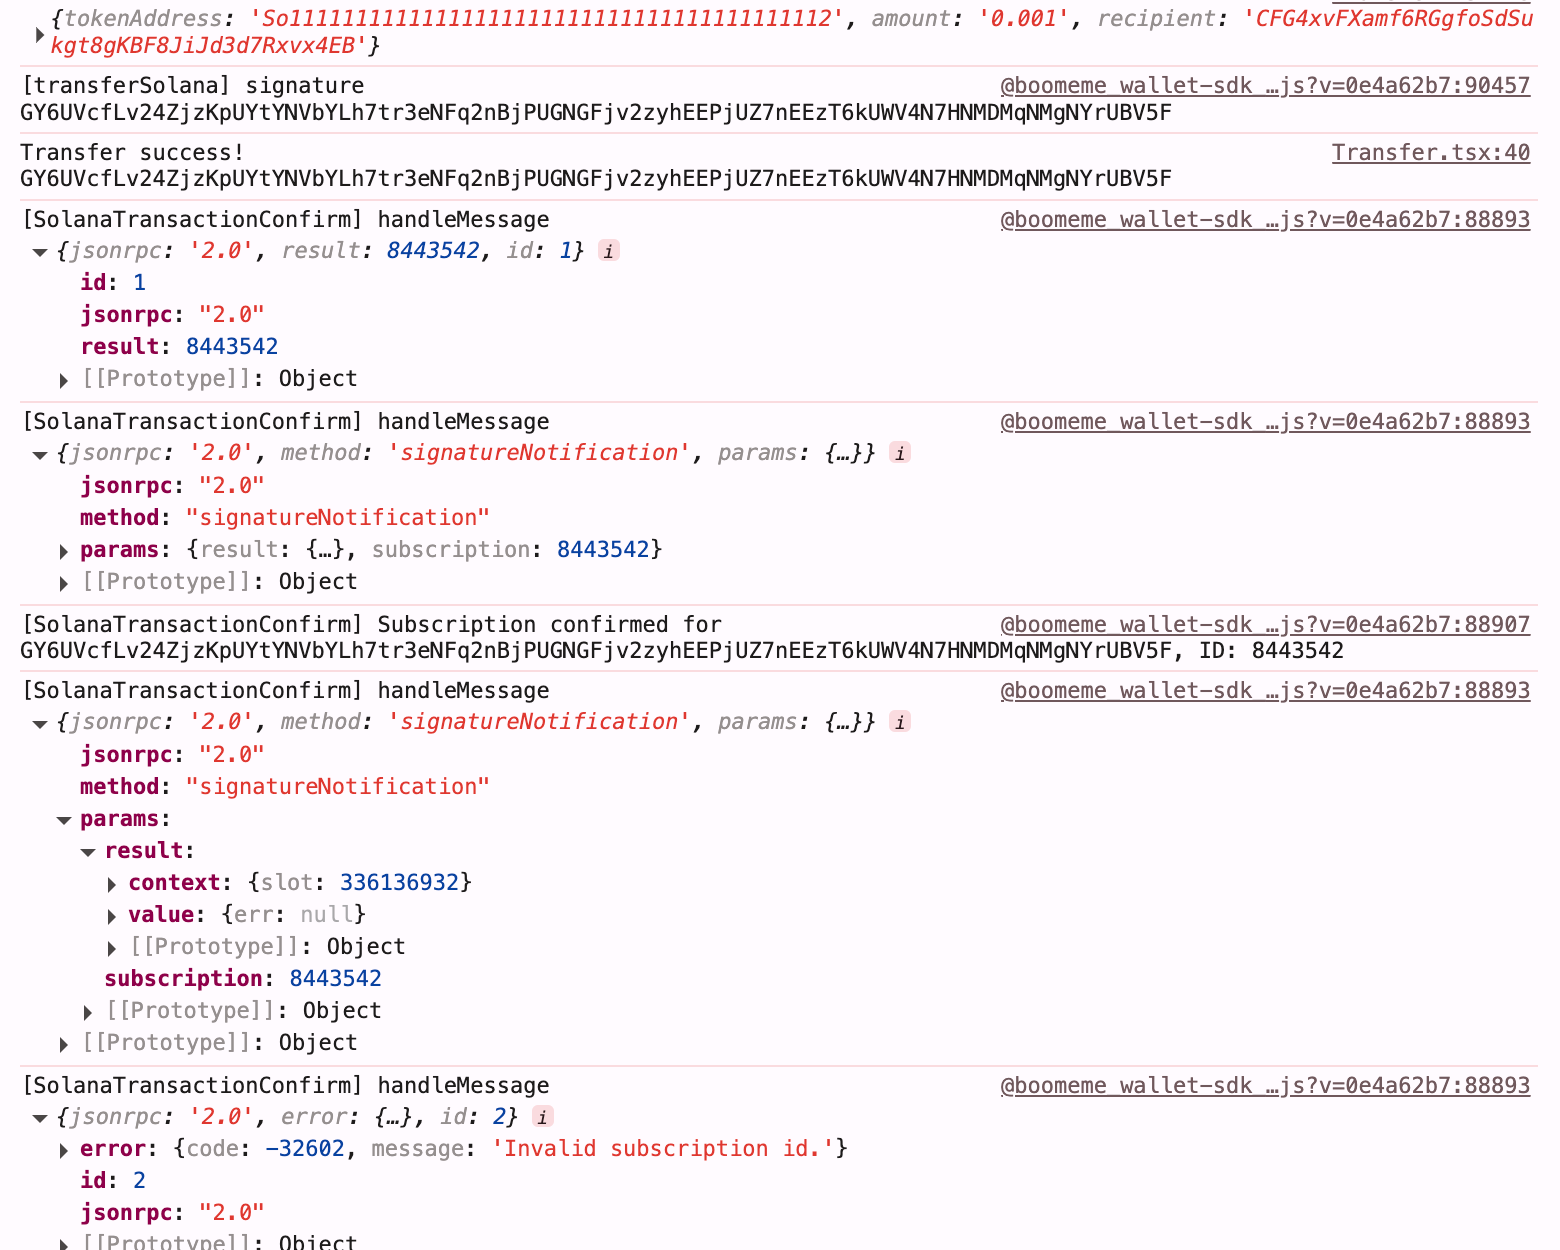 {tokenAddress: 'So11111111111111111111111111111111111111112', amount: '0.001', recipient: 'CFG4xvFXamf6RGgfoSdSu
kgt8gKBF8JiJd3d7Rxvx4EB'}
[transferSolana] signature @boomeme_wallet-sdk_…js?v=0e4a62b7:90457
GY6UVcfLv24ZjzKpUYtYNVbYLh7tr3eNFq2nBjPUGNGFjv2zyhEEPjUZ7nEEzT6kUWV4N7HNMDMqNMgNYrUBV5F
Transfer success! Transfer.tsx:40
GY6UVcfLv24ZjzKpUYtYNVbYLh7tr3eNFq2nBjPUGNGFjv2zyhEEPjUZ7nEEzT6kUWV4N7HNMDMqNMgNYrUBV5F
[SolanaTransactionConfirm] handleMessage @boomeme_wallet-sdk_…js?v=0e4a62b7:88893
{jsonrpc: '2.0', result: 8443542, id: 1} i
id: 1
jsonrpc: "2.0"
result: 8443542
[[Prototype]]: Object
[SolanaTransactionConfirm] handleMessage @boomeme_wallet-sdk_…js?v=0e4a62b7:88893
{jsonrpc: '2.0', method: 'signatureNotification', params: {…}} i
jsonrpc: "2.0"
method: "signatureNotification"
params: {result: {…}, subscription: 8443542}
[[Prototype]]: Object
[SolanaTransactionConfirm] Subscription confirmed for @boomeme_wallet-sdk_…js?v=0e4a62b7:88907
GY6UVcfLv24ZjzKpUYtYNVbYLh7tr3eNFq2nBjPUGNGFjv2zyhEEPjUZ7nEEzT6kUWV4N7HNMDMqNMgNYrUBV5F, ID: 8443542
[SolanaTransactionConfirm] handleMessage @boomeme_wallet-sdk_…js?v=0e4a62b7:88893
{jsonrpc: '2.0', method: 'signatureNotification', params: {…}} i
jsonrpc: "2.0"
method: "signatureNotification"
params:
result:
context: {slot: 336136932}
value: {err: null}
[[Prototype]]: Object
subscription: 8443542
[[Prototype]]: Object
[[Prototype]]: Object
[SolanaTransactionConfirm] handleMessage @boomeme_wallet-sdk_…js?v=0e4a62b7:88893
{jsonrpc: '2.0', error: {…}, id: 2} i
error: {code: -32602, message: 'Invalid subscription id.'}
id: 2
jsonrpc: "2.0"
[[Prototype]]: Object